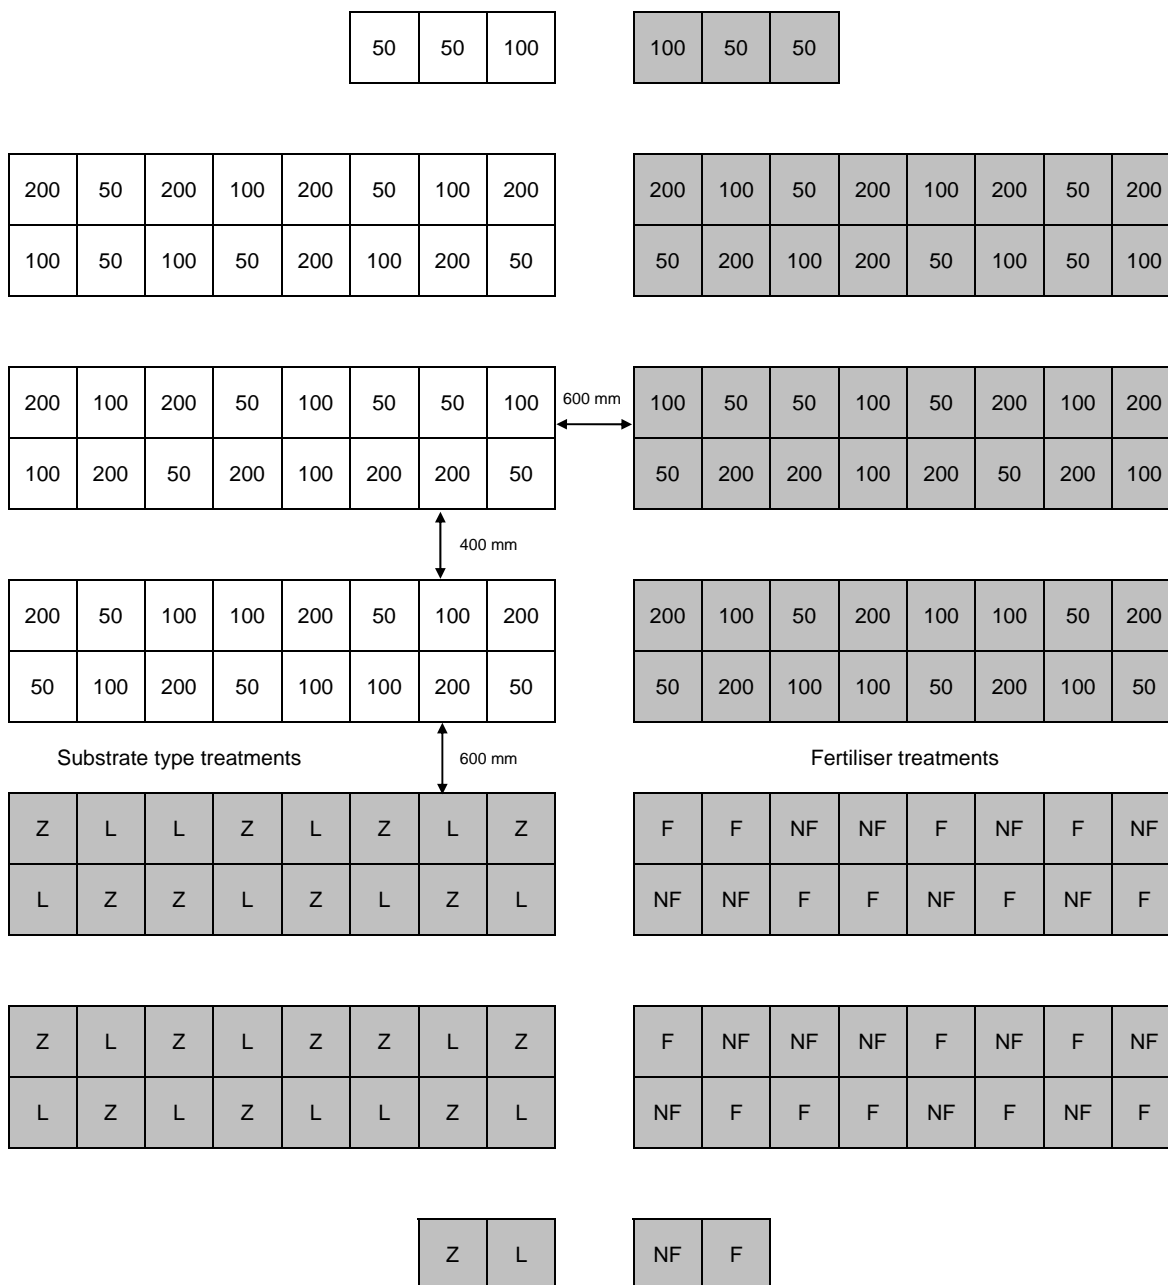 50 50 100 100 50 50
200 50 200 100 200 50 100 200 200 100 50 200 100 200 50 200
100 50 100 50 200 100 200 50 50 200 100 200 50 100 50 100
200 100 200 50 100 50 50 100 600 mm 100 50 50 100 50 200 100 200
100 200 50 200 100 200 200 50 50 200 200 100 200 50 200 100
400 mm
200 50 100 100 200 50 100 200 200 100 50 200 100 100 50 200
50 100 200 50 100 100 200 50 50 200 100 100 50 200 100 50
Substrate type treatments 600 mm Fertiliser treatments
Z L L Z L Z L Z F F NF NF F NF F NF
L Z Z L Z L Z L NF NF F F NF F NF F
Z L Z L Z Z L Z F NF NF NF F NF F NF
L Z L Z L L Z L NF F F F NF F NF F
Z L NF F